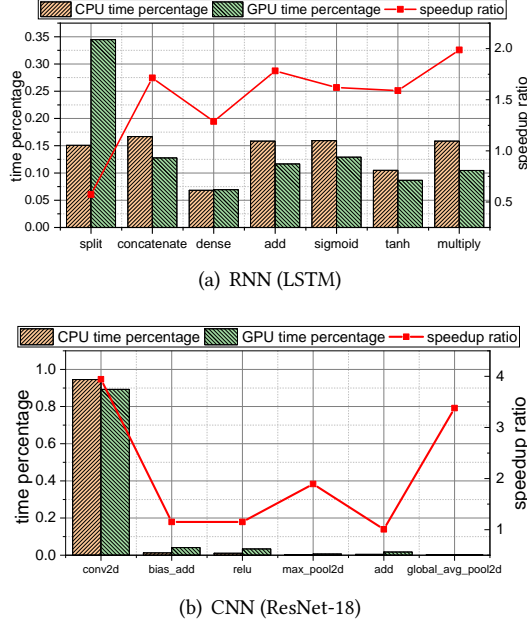 CPU time percentage GPU time percentage speedup ratio
0.35
0.30
0.25
0.20
0.15
0.10
0.05
0.00
time percentage
2.0
1.5
1.0
0.5
speedup ratio
split concatenate dense add sigmoid tanh multiply
(a) RNN (LSTM)
CPU time percentage GPU time percentage speedup ratio
1.0
0.8
0.6
0.4
0.2
0.0
time percentage
4
3
2
1
speedup ratio
conv2d bias_add relu max_pool2d add global_avg_pool2d
(b) CNN (ResNet-18)